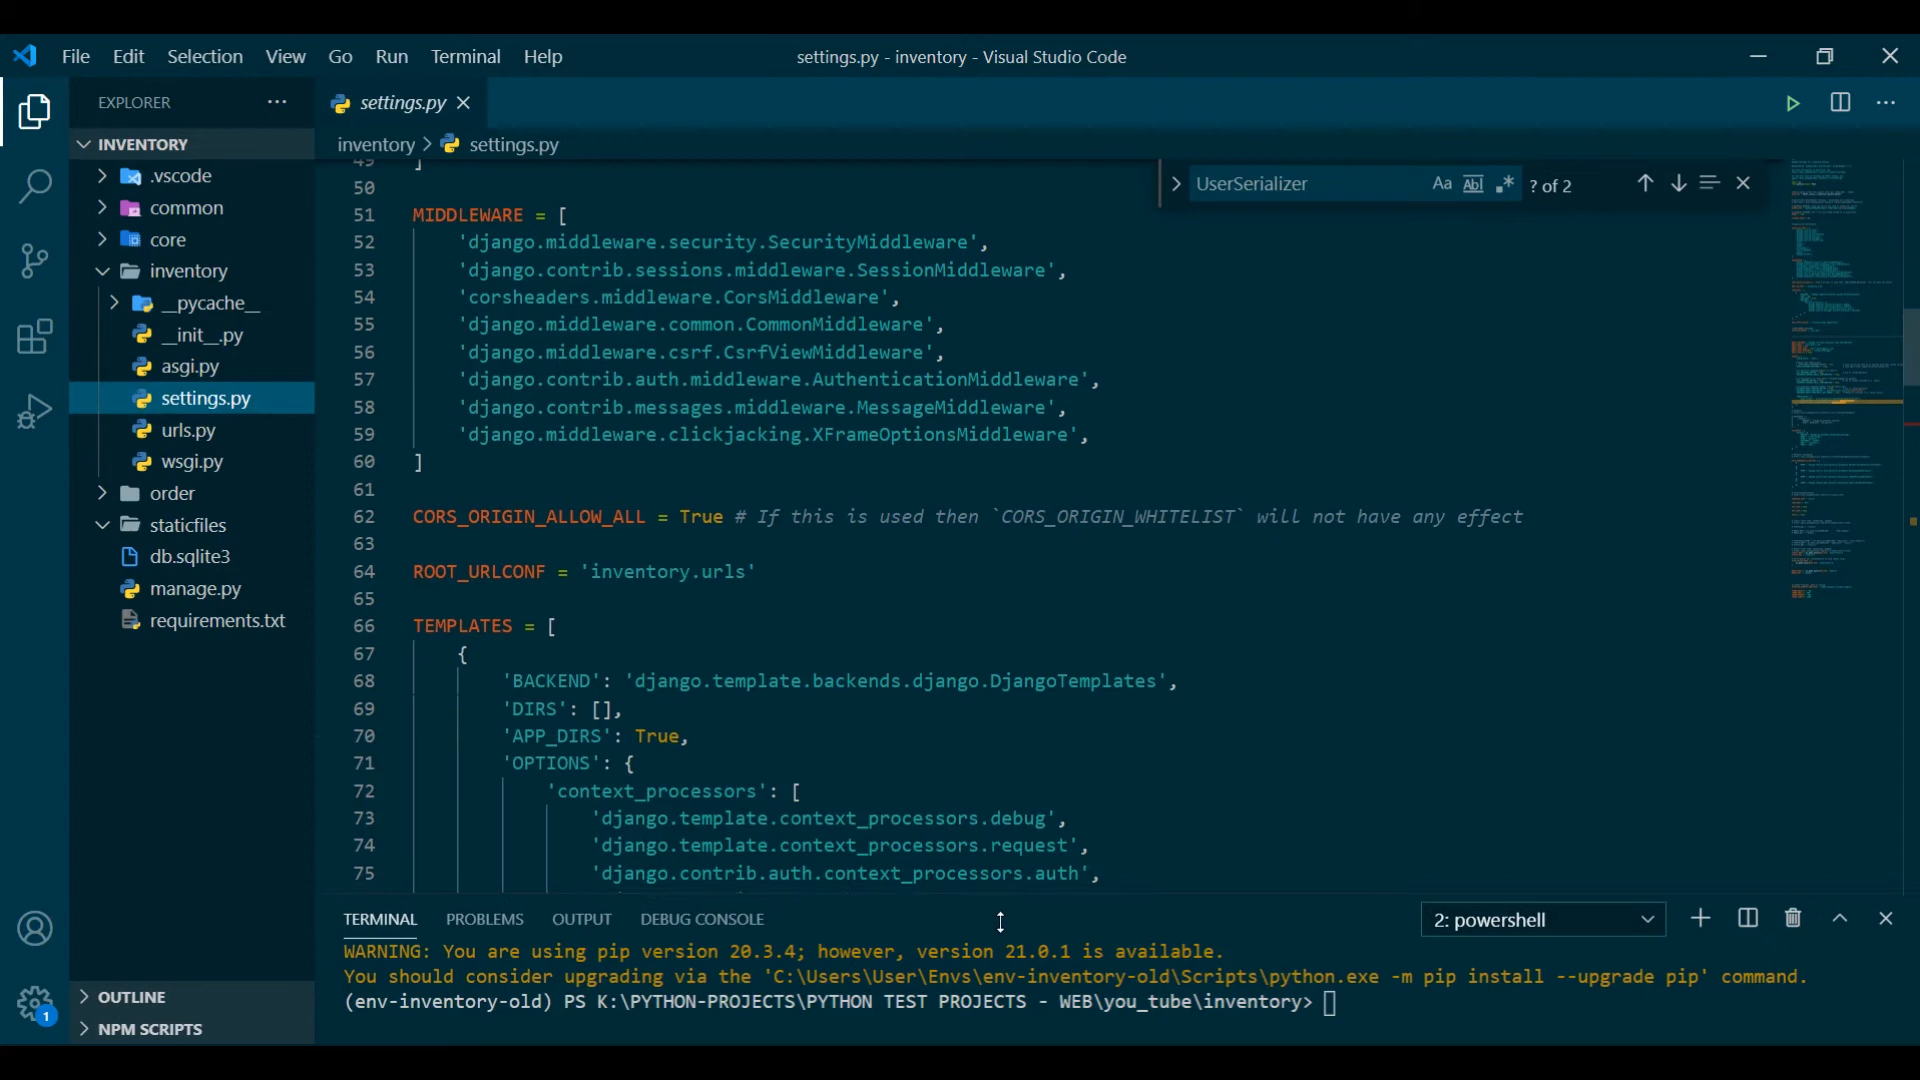 File Edit Selection View Go Run Terminal Help
settings.py - inventory - Visual Studio Code
EXPLORER
settings.py
INVENTORY
inventory > settings.py
.vscode
common
core
inventory
__pycache__
__init__.py
asgi.py
settings.py
urls.py
wsgi.py
order
staticfiles
db.sqlite3
manage.py
requirements.txt
OUTLINE
NPM SCRIPTS
1
UserSerializer Aa Abl .* ? of 2
49 ]
50
51 MIDDLEWARE = [
52 'django.middleware.security.SecurityMiddleware',
53 'django.contrib.sessions.middleware.SessionMiddleware',
54 'corsheaders.middleware.CorsMiddleware',
55 'django.middleware.common.CommonMiddleware',
56 'django.middleware.csrf.CsrfViewMiddleware',
57 'django.contrib.auth.middleware.AuthenticationMiddleware',
58 'django.contrib.messages.middleware.MessageMiddleware',
59 'django.middleware.clickjacking.XFrameOptionsMiddleware',
60 ]
61
62 CORS_ORIGIN_ALLOW_ALL = True # If this is used then `CORS_ORIGIN_WHITELIST` will not have any effect
63
64 ROOT_URLCONF = 'inventory.urls'
65
66 TEMPLATES = [
67 {
68 'BACKEND': 'django.template.backends.django.DjangoTemplates',
69 'DIRS': [],
70 'APP_DIRS': True,
71 'OPTIONS': {
72 'context_processors': [
73 'django.template.context_processors.debug',
74 'django.template.context_processors.request',
75 'django.contrib.auth.context_processors.auth',
TERMINAL PROBLEMS OUTPUT DEBUG CONSOLE 2: powershell
WARNING: You are using pip version 20.3.4; however, version 21.0.1 is available.
You should consider upgrading via the 'C:\Users\User\Envs\env-inventory-old\Scripts\python.exe -m pip install --upgrade pip' command.
(env-inventory-old) PS K:\PYTHON-PROJECTS\PYTHON TEST PROJECTS - WEB\you_tube\inventory>